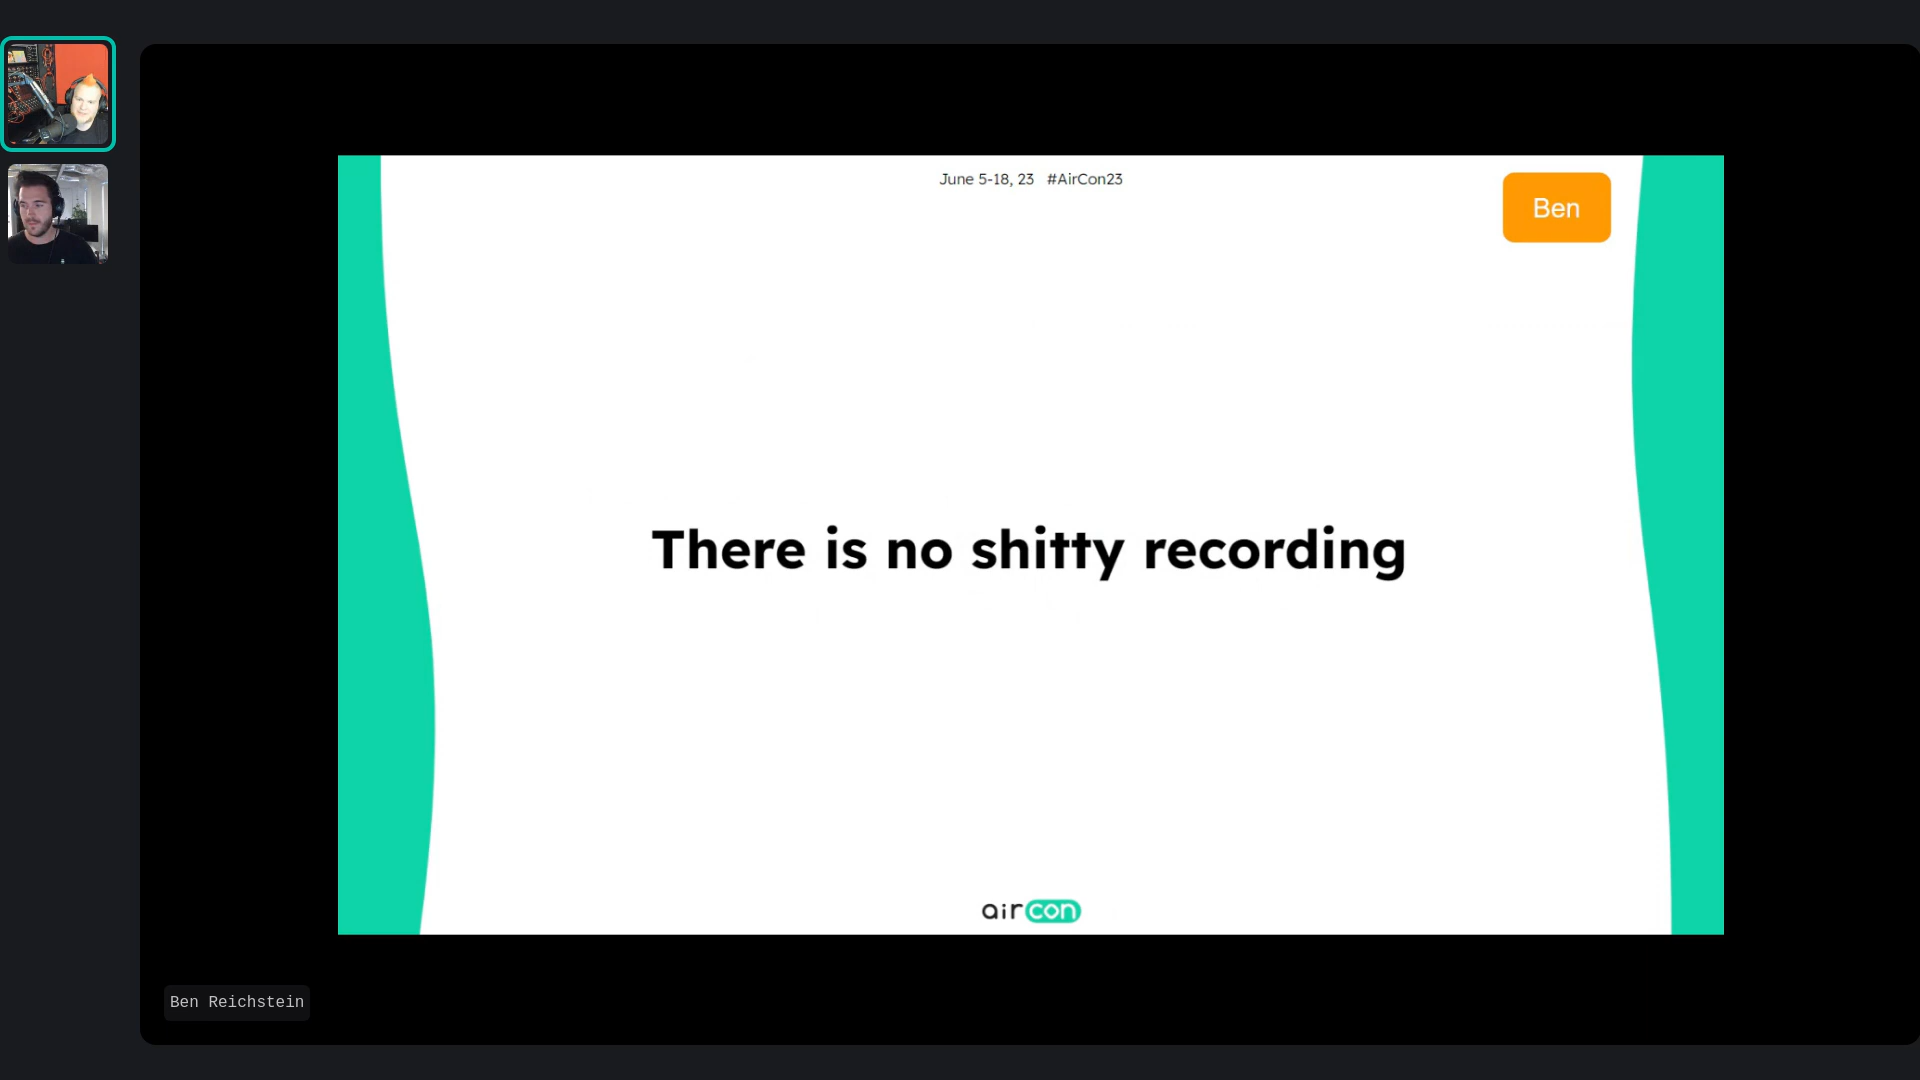 June 5-18, 23 #AirCon23
Ben
There is no shitty recording
aircon
Ben Reichstein